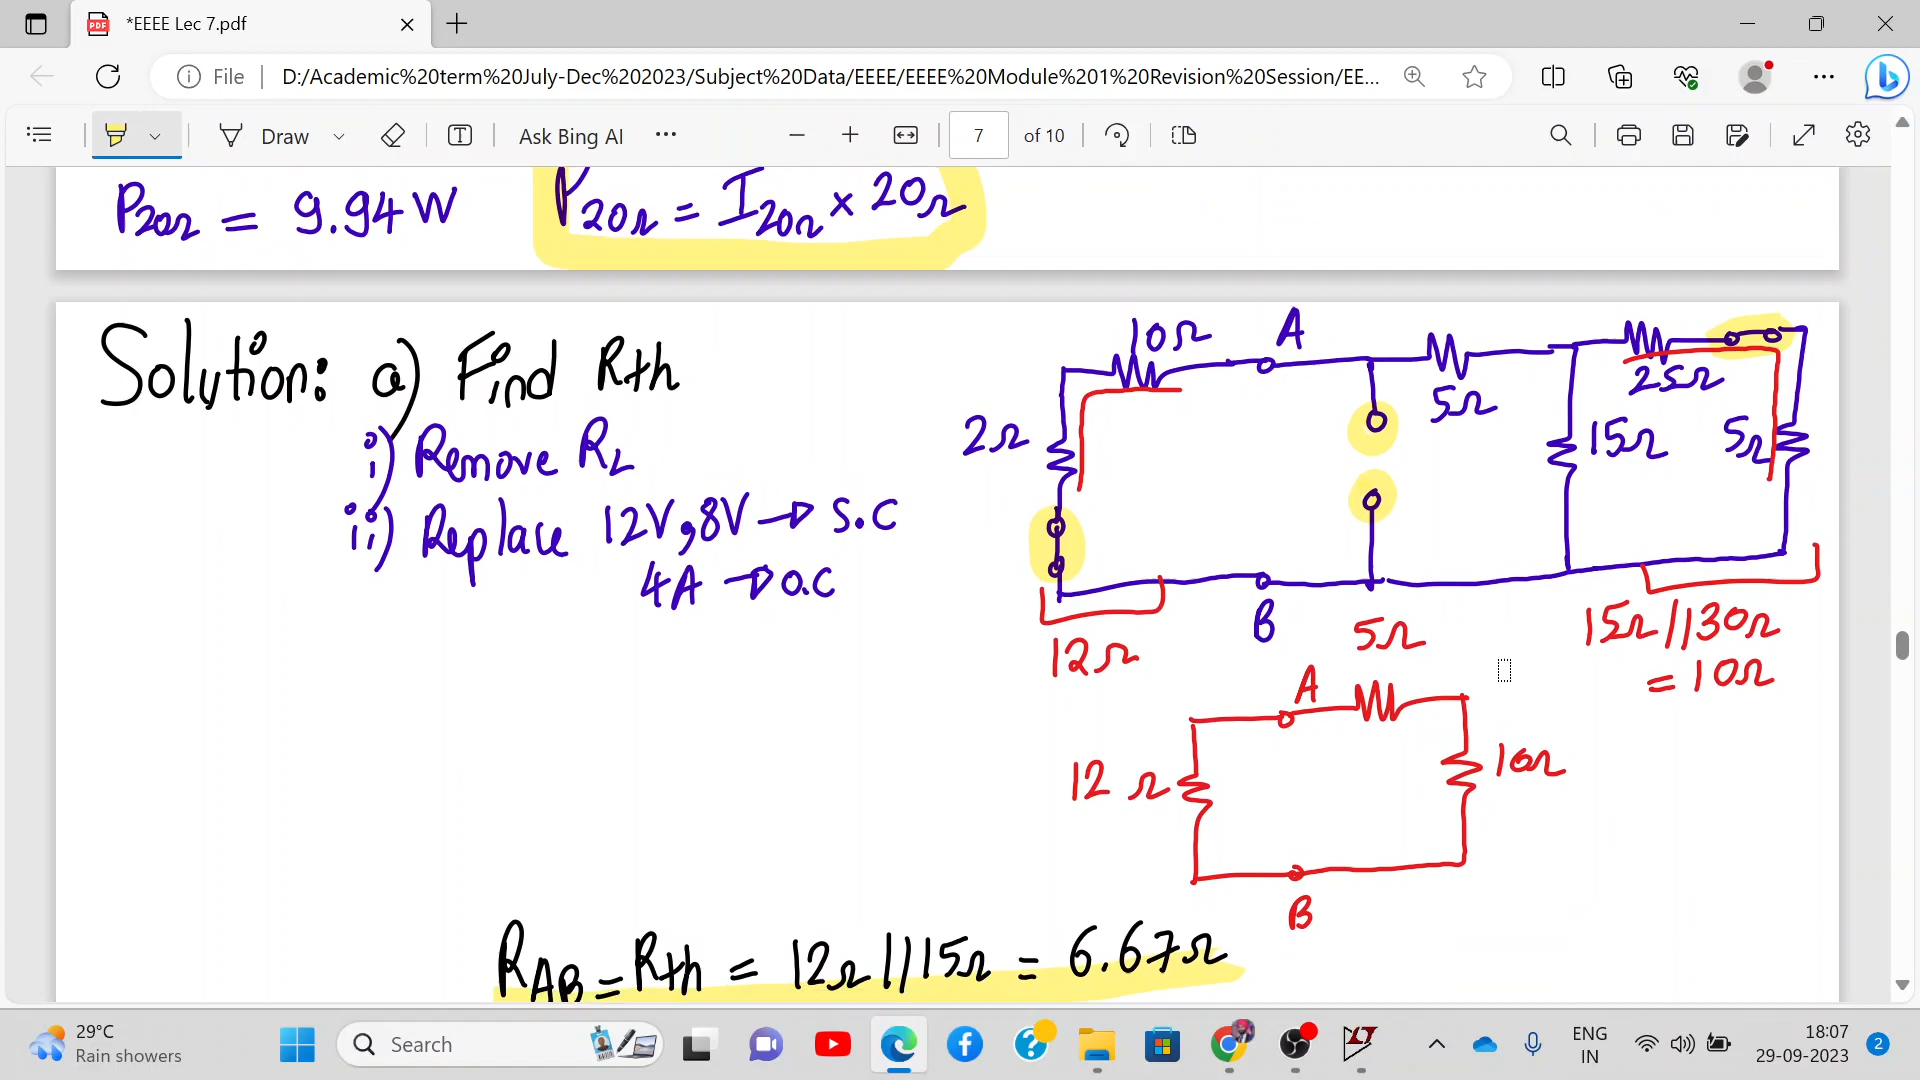 *EEEE Lec 7.pdf
File
D:/Academic%20term%20July-Dec%202023/Subject%20Data/EEEE/EEEE%20Module%201%20Revision%20Session/EE...
Draw
Ask Bing AI
7 of 10
P20Ω = 9.94 W
P20Ω = I20Ω × 20Ω
Solution: a) Find Rth
i) Remove RL
ii) Replace 12V, 8V → S.C
4A → O.C
10Ω A
2Ω
5Ω
25Ω
15Ω 5Ω
B
12Ω
15Ω//30Ω
= 10Ω
5Ω
A
12 Ω
10Ω
B
RAB = Rth = 12Ω//15Ω = 6.67Ω
29°C
Rain showers
Search
ENG
IN
18:07
29-09-2023
2